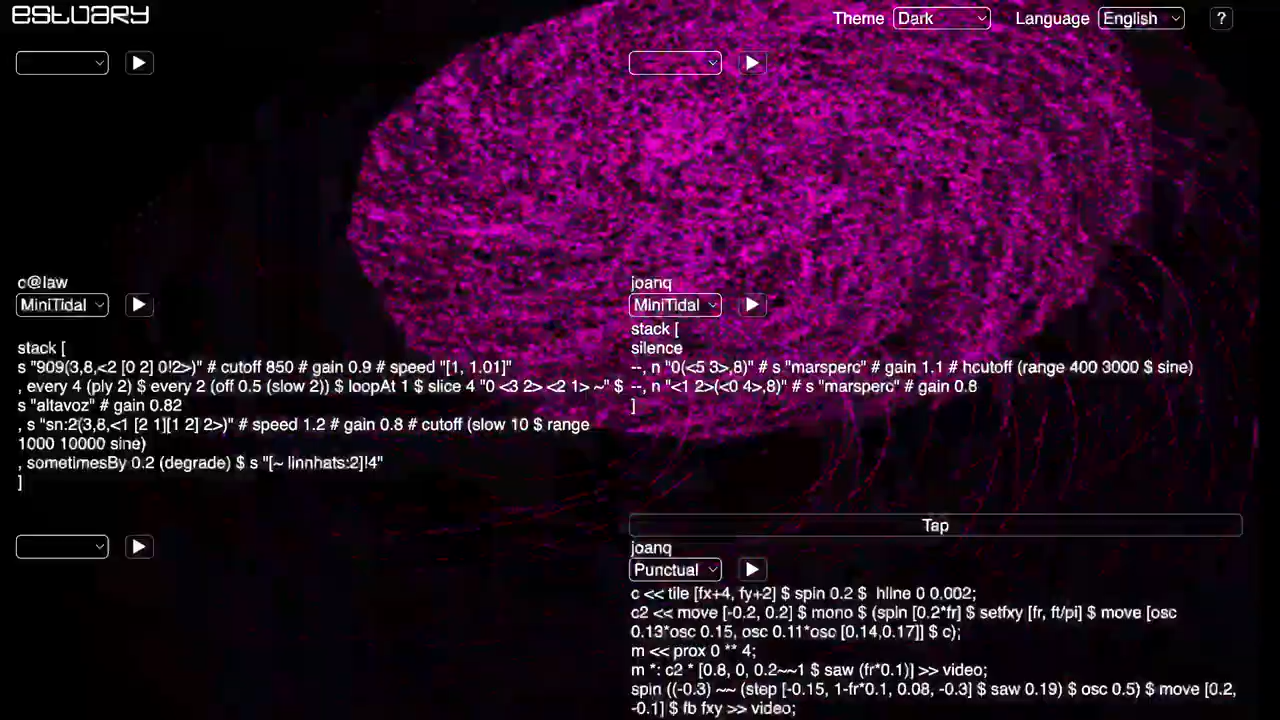 estuary
Theme Dark Language English ?
c@law
MiniTidal
stack [
s "909(3,8,<2 [0 2] 0!2>)" # cutoff 850 # gain 0.9 # speed "[1, 1.01]"
, every 4 (ply 2) $ every 2 (off 0.5 (slow 2)) $ loopAt 1 $ slice 4 "0 <3 2> <2 1> ~" $
s "altavoz" # gain 0.82
, s "sn:2(3,8,<1 [2 1][1 2] 2>)" # speed 1.2 # gain 0.8 # cutoff (slow 10 $ range
1000 10000 sine)
, sometimesBy 0.2 (degrade) $ s "[~ linnhats:2]!4"
]
joanq
MiniTidal
stack [
silence
--, n "0(<5 3>,8)" # s "marsperc" # gain 1.1 # hcutoff (range 400 3000 $ sine)
--, n "<1 2>(<0 4>,8)" # s "marsperc" # gain 0.8
]
Tap
joanq
Punctual
c << tile [fx+4, fy+2] $ spin 0.2 $  hline 0 0.002;
c2 << move [-0.2, 0.2] $ mono $ (spin [0.2*fr] $ setfxy [fr, ft/pi] $ move [osc
0.13*osc 0.15, osc 0.11*osc [0.14,0.17]] $ c);
m << prox 0 ** 4;
m *: c2 * [0.8, 0, 0.2~~1 $ saw (fr*0.1)] >> video;
spin ((-0.3) ~~ (step [-0.15, 1-fr*0.1, 0.08, -0.3] $ saw 0.19) $ osc 0.5) $ move [0.2,
-0.1] $ fb fxy >> video;